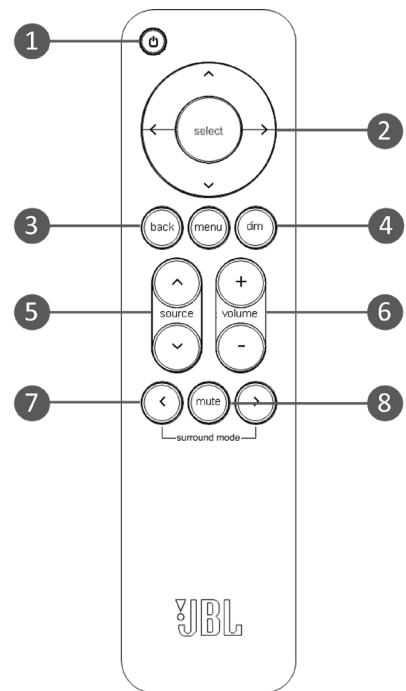 1
select
2
back menu dim
3
4
source volume
5
6
mute
7
8
surround mode
JBL